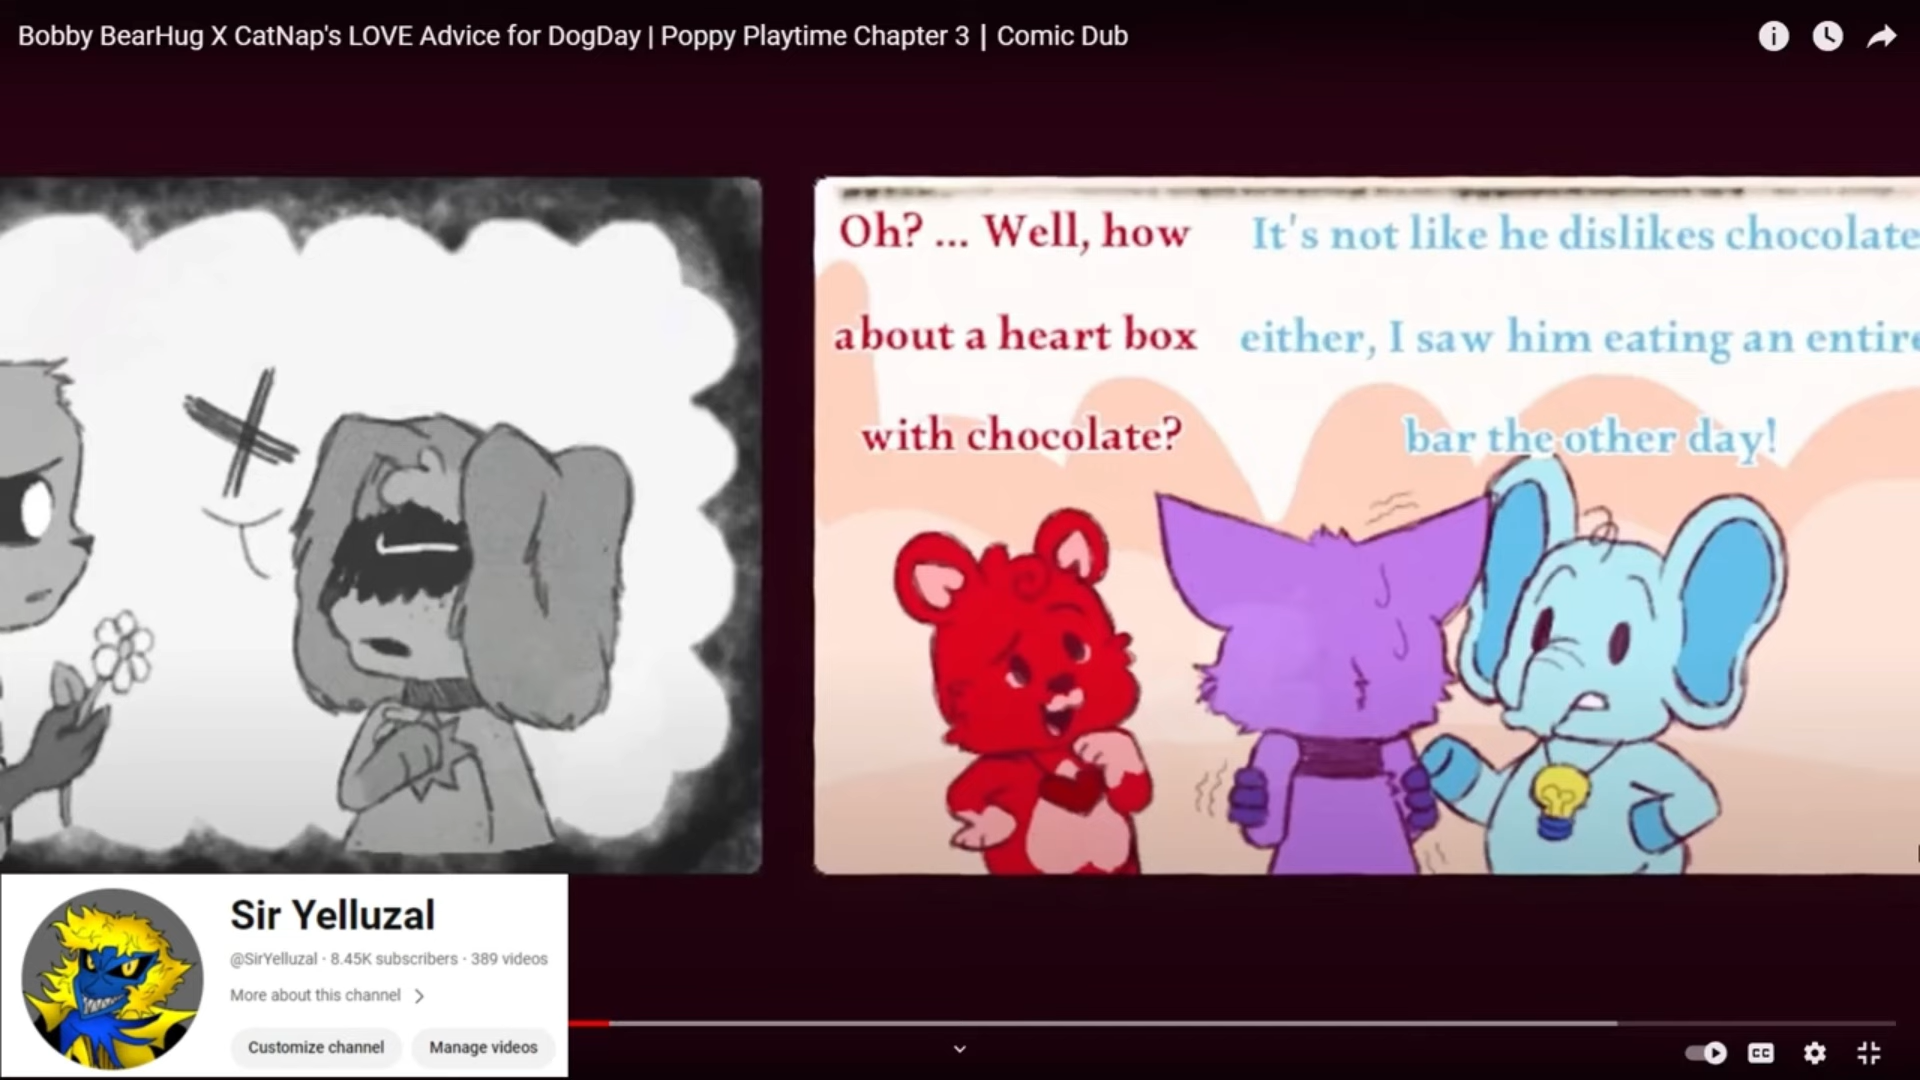 Bobby BearHug X CatNap's LOVE Advice for DogDay | Poppy Playtime Chapter 3 | Comic Dub
Oh? ... Well, how
about a heart box
with chocolate?
It's not like he dislikes chocolate
either, I saw him eating an entire
bar the other day!
Sir Yelluzal
@SirYelluzal · 8.45K subscribers · 389 videos
More about this channel
Customize channel
Manage videos
CC